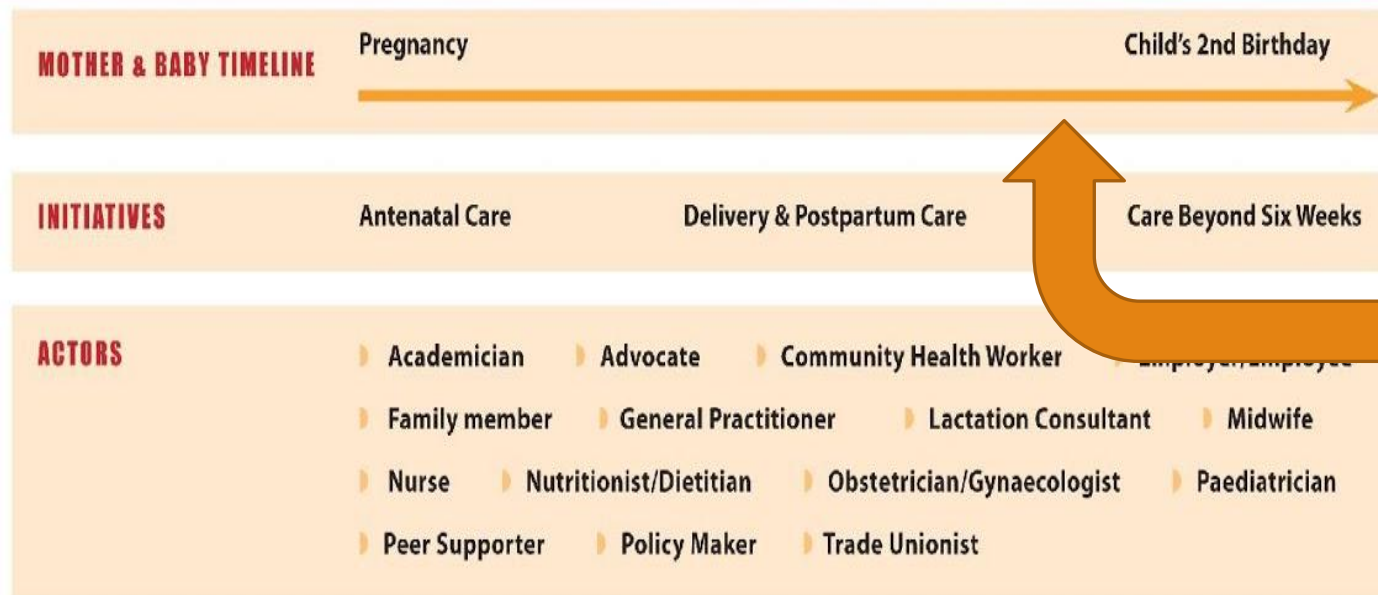 MOTHER & BABY TIMELINE
Pregnancy
Child's 2nd Birthday
INITIATIVES
Antenatal Care
Delivery & Postpartum Care
Care Beyond Six Weeks
ACTORS
Academician Advocate Community Health Worker Employer/Employee
Family member General Practitioner Lactation Consultant Midwife
Nurse Nutritionist/Dietitian Obstetrician/Gynaecologist Paediatrician
Peer Supporter Policy Maker Trade Unionist